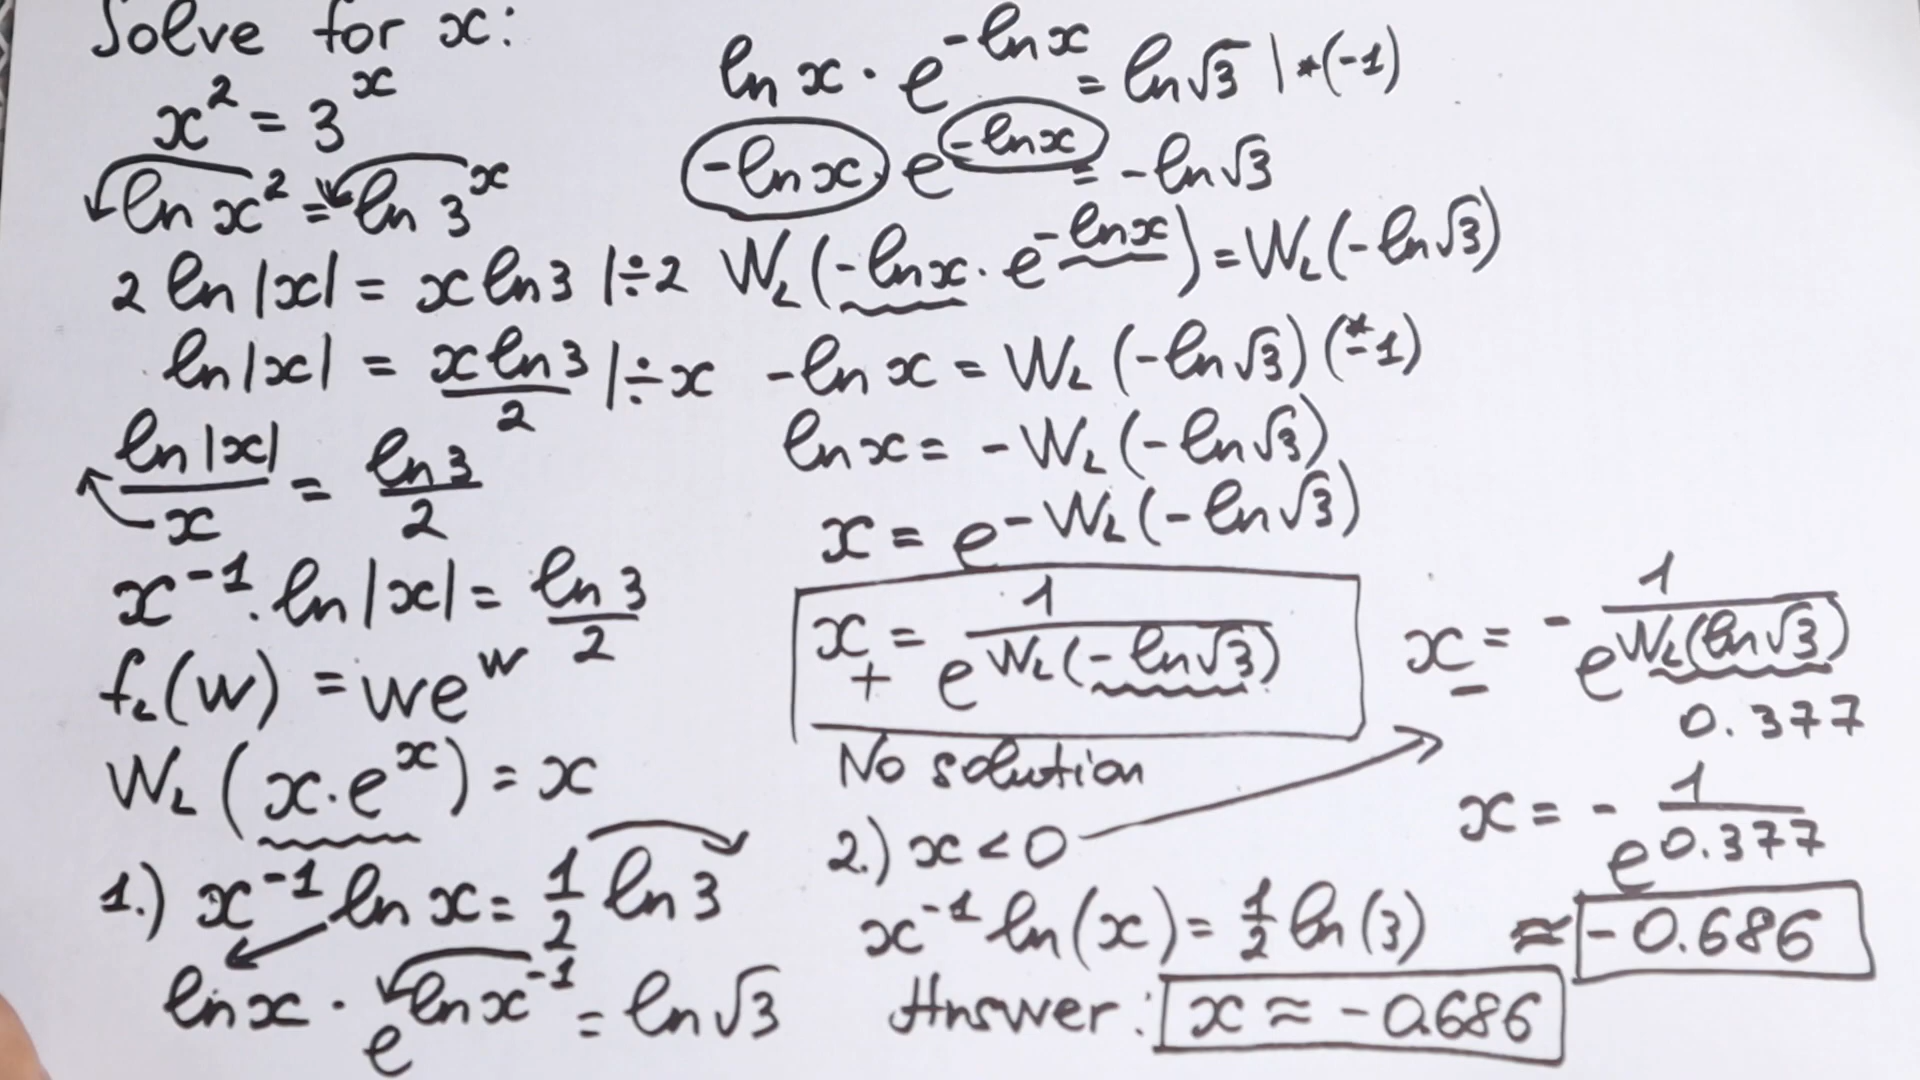 Solve for x:
x² = 3^x
ln x² = ln 3^x
2 ln |x| = x ln 3 | ÷ 2
ln |x| = x ln 3 / 2 | ÷ x
ln |x| / x = ln 3 / 2
x⁻¹ · ln |x| = ln 3 / 2
f_L(w) = we^w
W_L (x · e^x) = x
1.) x⁻¹ ln x = 1/2 ln 3
ln x · e^(ln x⁻¹) = ln √3
ln x · e^(-ln x) = ln √3 | * (-1)
-ln x · e^(-ln x) = -ln √3
W_L (-ln x · e^(-ln x)) = W_L (-ln √3)
-ln x = W_L (-ln √3) * (-1)
ln x = -W_L (-ln √3)
x = e^(-W_L (-ln √3))
x₊ = 1 / e^(W_L (-ln √3))
No solution
2.) x < 0
x⁻¹ ln (x) = 1/2 ln (3)
Answer: x ≈ -0.686
x₋ = - 1 / e^(W_L (ln √3))
0.377
x = - 1 / e^0.377
≈ -0.686